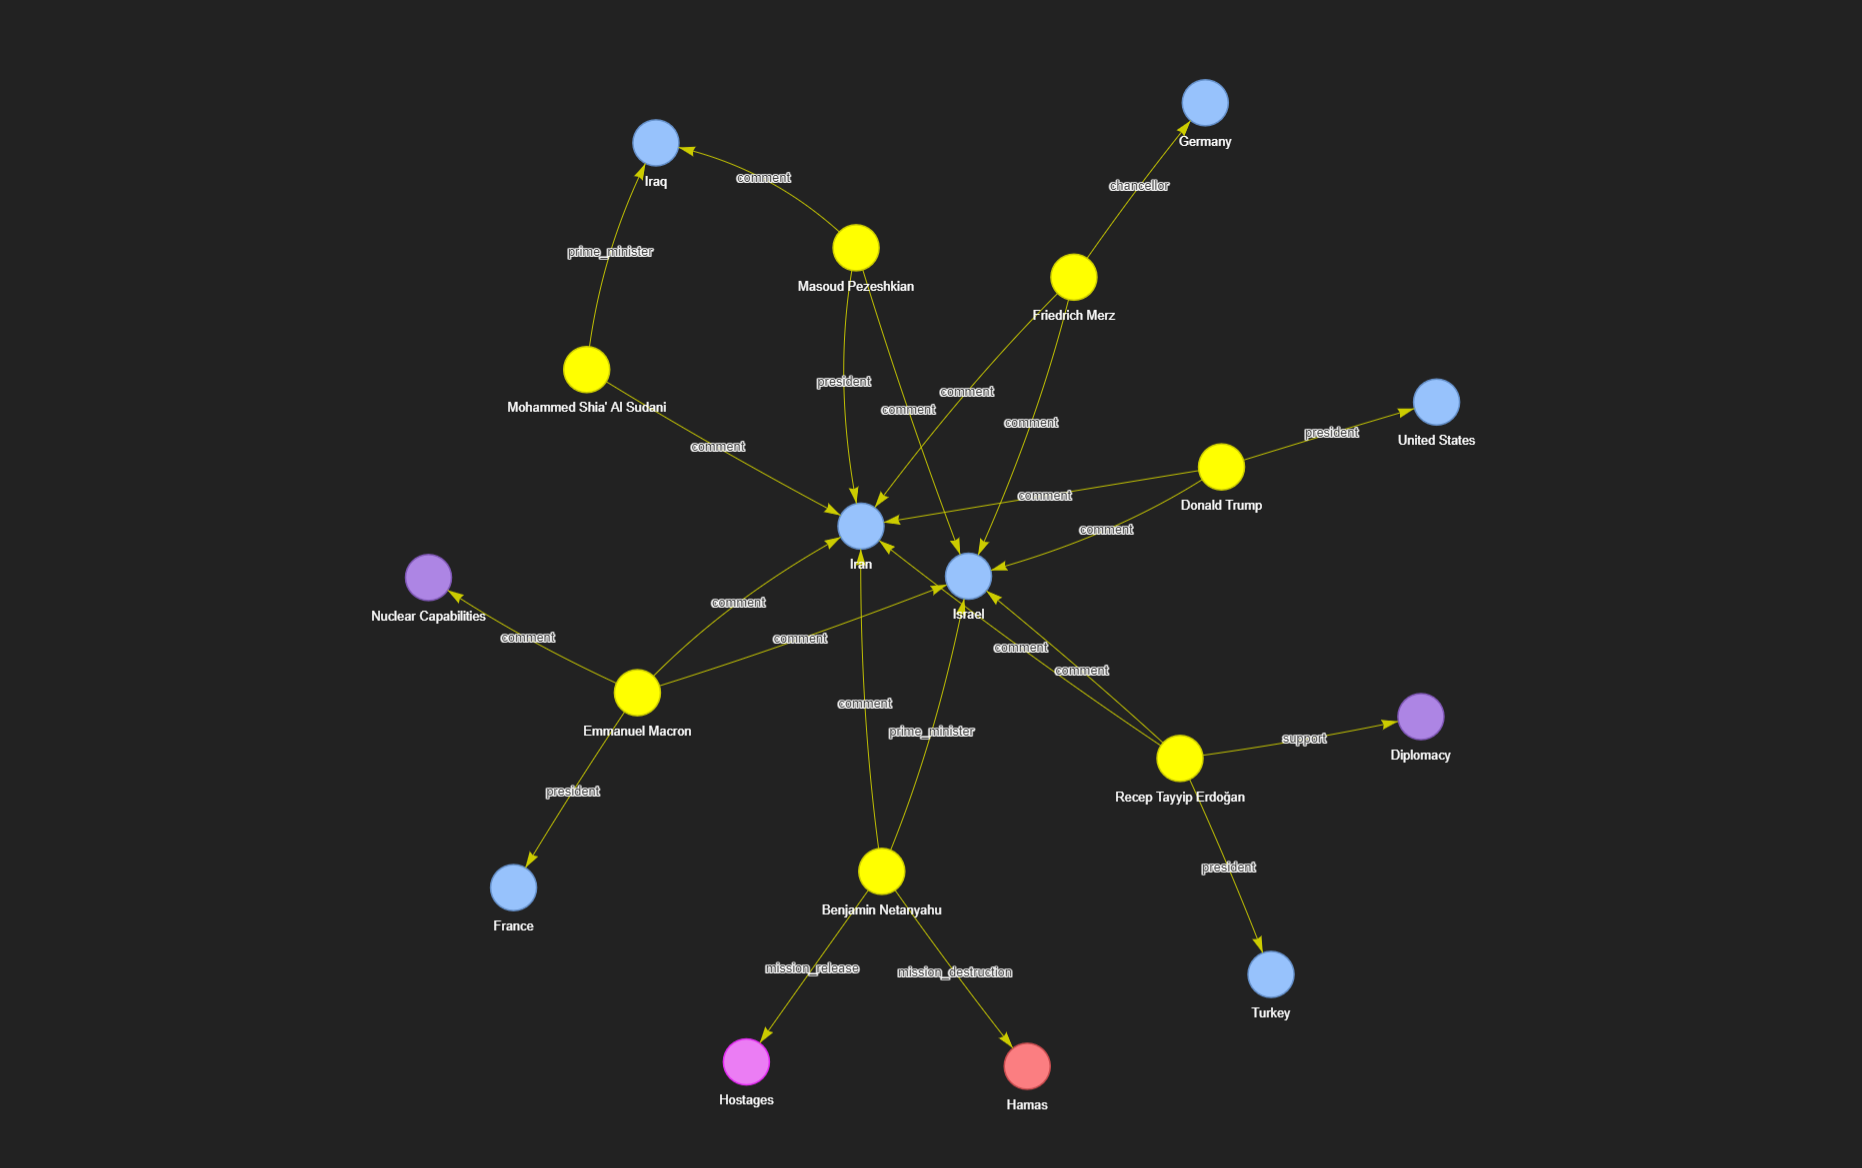 Germany
Iraq
comment
chancellor
prime_minister
Masoud Pezeshkian
Friedrich Merz
president
comment
comment
comment
Mohammed Shia' Al Sudani
comment
president
United States
comment
Donald Trump
comment
Iran
Israel
Nuclear Capabilities
comment
comment
comment
comment
comment
comment
prime_minister
Emmanuel Macron
support
Diplomacy
president
Recep Tayyip Erdoğan
president
France
Benjamin Netanyahu
mission_release
mission_destruction
Turkey
Hostages
Hamas